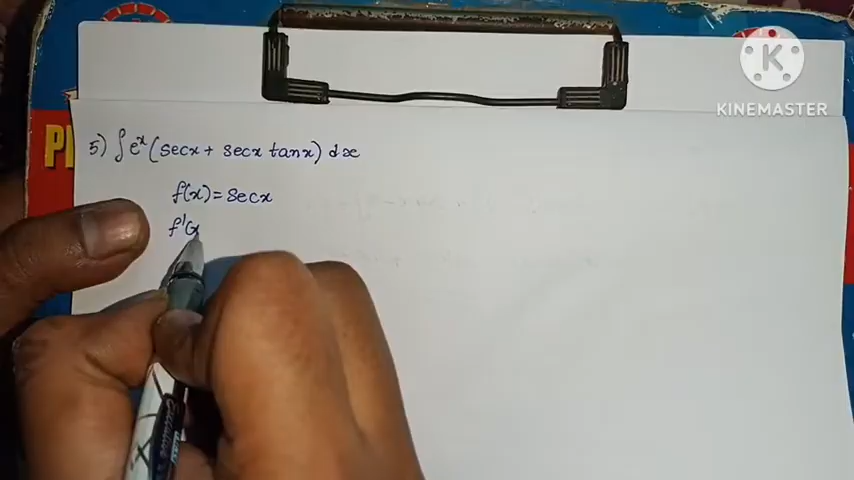 KINEMASTER
5) ∫eˣ(secx + secx tanx) dx
f(x) = secx
f'(x